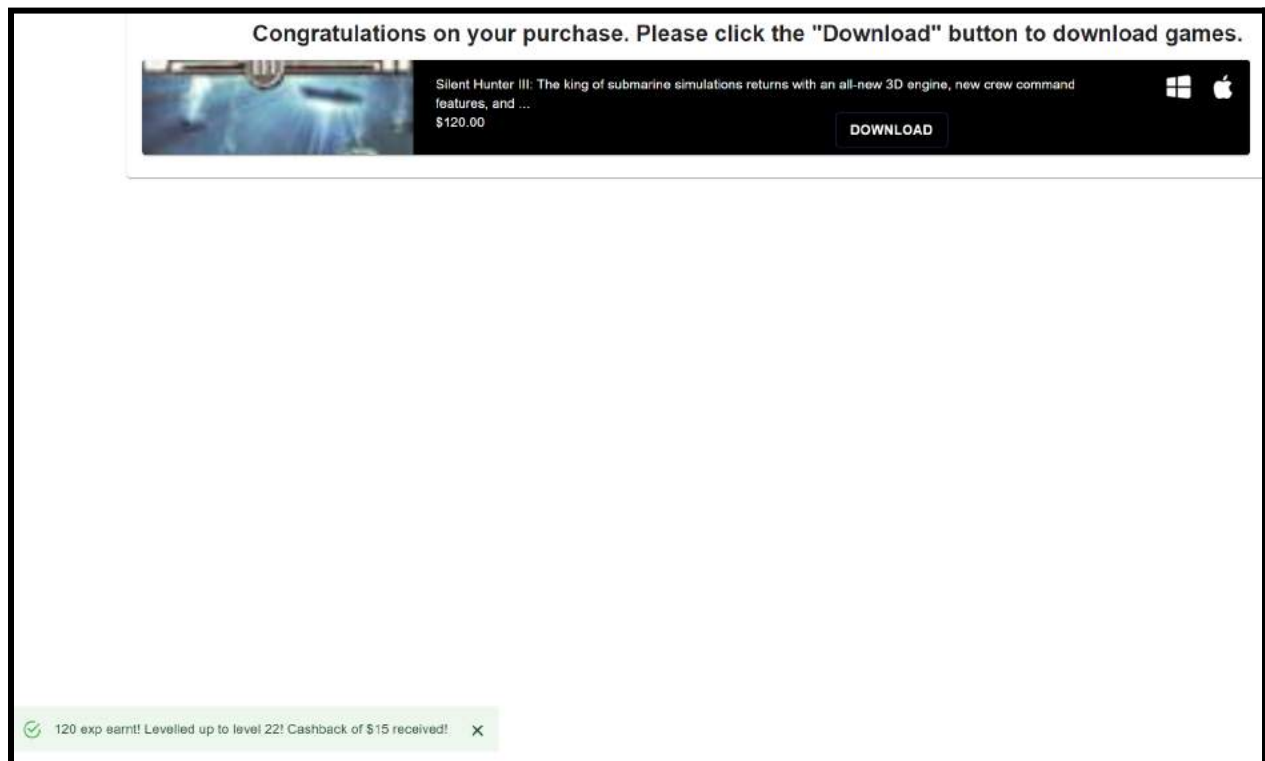 Congratulations on your purchase. Please click the "Download" button to download games.
Silent Hunter III: The king of submarine simulations returns with an all-new 3D engine, new crew command
features, and ...
$120.00
DOWNLOAD
120 exp earnt! Levelled up to level 22! Cashback of $15 received!